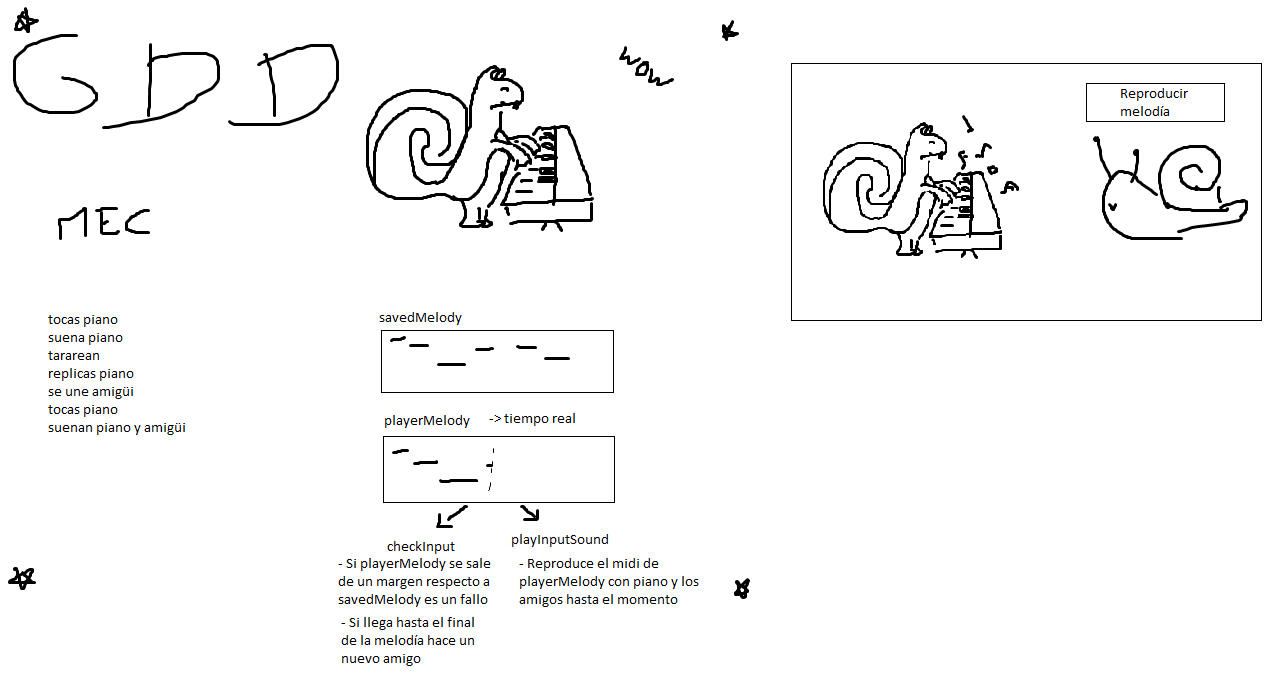 GDD
WOW
Reproducir
melodía
MEC
tocas piano
suena piano
tararean
replicas piano
se une amigüi
tocas piano
suenan piano y amigüi
savedMelody
playerMelody -> tiempo real
checkInput
- Si playerMelody se sale
de un margen respecto a
savedMelody es un fallo
- Si llega hasta el final
de la melodía hace un
nuevo amigo
playInputSound
- Reproduce el midi de
playerMelody con piano y los
amigos hasta el momento